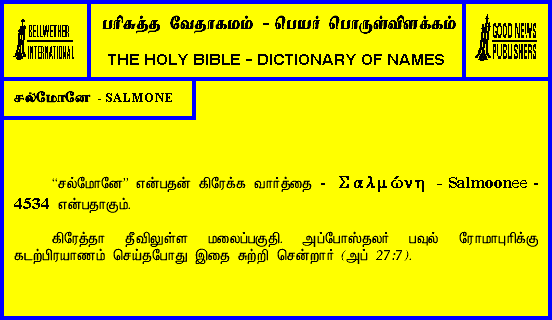 BELLWETHER
INTERNATIONAL
பரிசுத்த வேதாகமம் - பெயர் பொருள்விளக்கம்
THE HOLY BIBLE - DICTIONARY OF NAMES
GOOD NEWS
PUBLISHERS
சல்மோனே - SALMONE
“சல்மோனே” என்பதன் கிரேக்க வார்த்தை - Σαλμώνη - Salmoonee -
4534 என்பதாகும்.
கிரேத்தா தீவிலுள்ள மலைப்பகுதி. அப்போஸ்தலர் பவுல் ரோமாபுரிக்கு
கடற்பிரயாணம் செய்தபோது இதை சுற்றி சென்றார் (அப் 27:7).